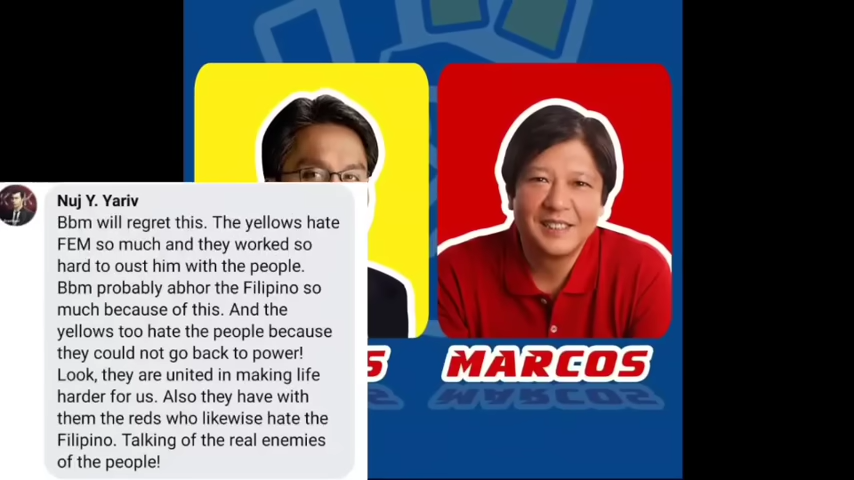 Nuj Y. Yariv
Bbm will regret this. The yellows hate
FEM so much and they worked so
hard to oust him with the people.
Bbm probably abhor the Filipino so
much because of this. And the
yellows too hate the people because
they could not go back to power!
Look, they are united in making life
harder for us. Also they have with
them the reds who likewise hate the
Filipino. Talking of the real enemies
of the people!
S MARCOS